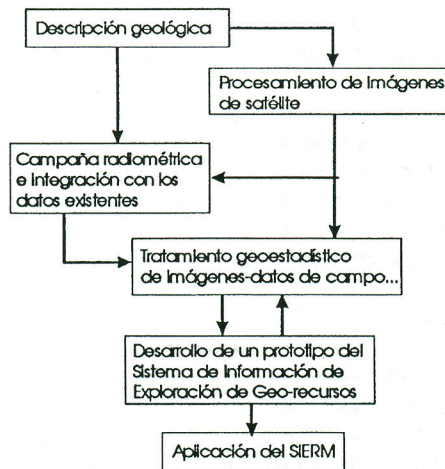 Descripción geológica
Procesamiento de imágenes
de satélite
Campaña radiométrica
e integración con los
datos existentes
Tratamiento geoestadístico
de imágenes-datos de campo...
Desarrollo de un prototipo del
Sistema de Información de
Exploración de Geo-recursos
Aplicación del SIERM